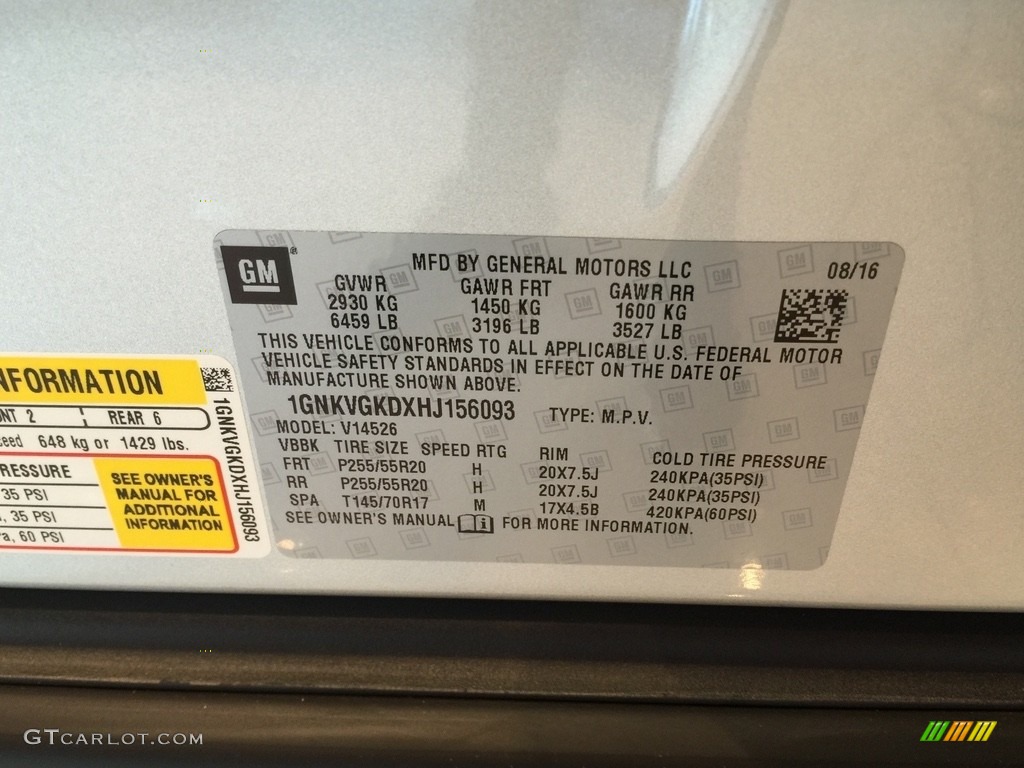 GM®
MFD BY GENERAL MOTORS LLC 08/16
GVWR GAWR FRT GAWR RR
2930 KG 1450 KG 1600 KG
6459 LB 3196 LB 3527 LB
THIS VEHICLE CONFORMS TO ALL APPLICABLE U.S. FEDERAL MOTOR
VEHICLE SAFETY STANDARDS IN EFFECT ON THE DATE OF
MANUFACTURE SHOWN ABOVE.
1GNKVGKDXHJ156093 TYPE: M.P.V.
MODEL: V14526
VBBK TIRE SIZE SPEED RTG RIM COLD TIRE PRESSURE
FRT P255/55R20 H 20X7.5J 240KPA(35PSI)
RR P255/55R20 H 20X7.5J 240KPA(35PSI)
SPA T145/70R17 M 17X4.5B 420KPA(60PSI)
SEE OWNER'S MANUAL FOR MORE INFORMATION.
NFORMATION
NT 2 REAR 6
ceed 648 kg or 1429 lbs.
RESSURE
35 PSI
, 35 PSI
a, 60 PSI
SEE OWNER'S
MANUAL FOR
ADDITIONAL
INFORMATION
1GNKVGKDXHJ156093
GTCARLOT.COM